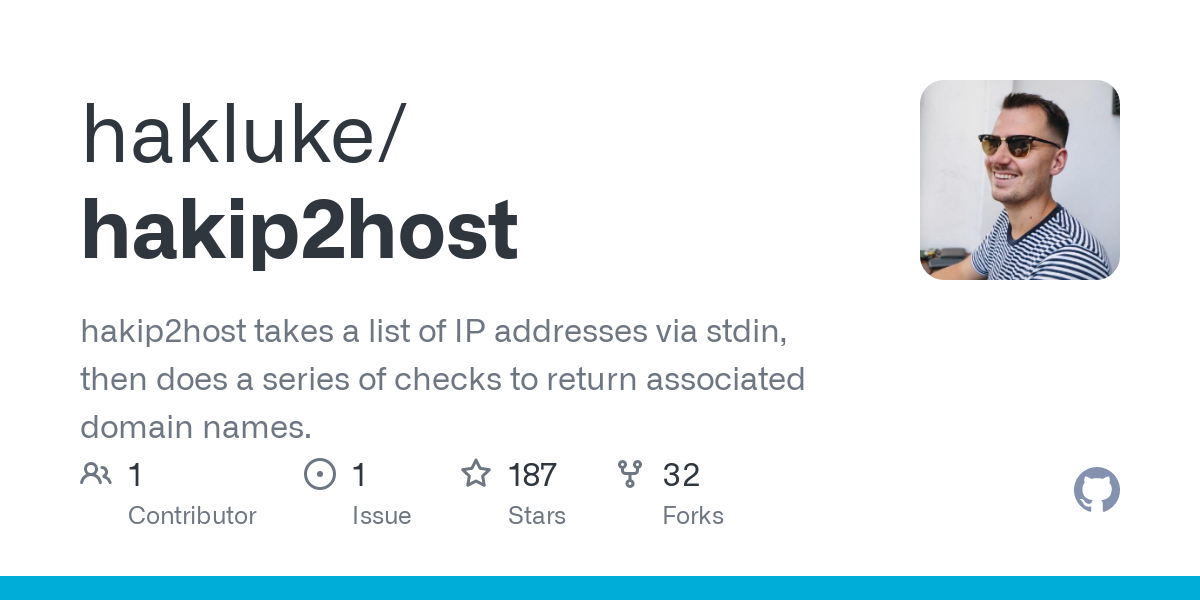 hakluke/
hakip2host
hakip2host takes a list of IP addresses via stdin,
then does a series of checks to return associated
domain names.
1 1 187 32
Contributor Issue Stars Forks